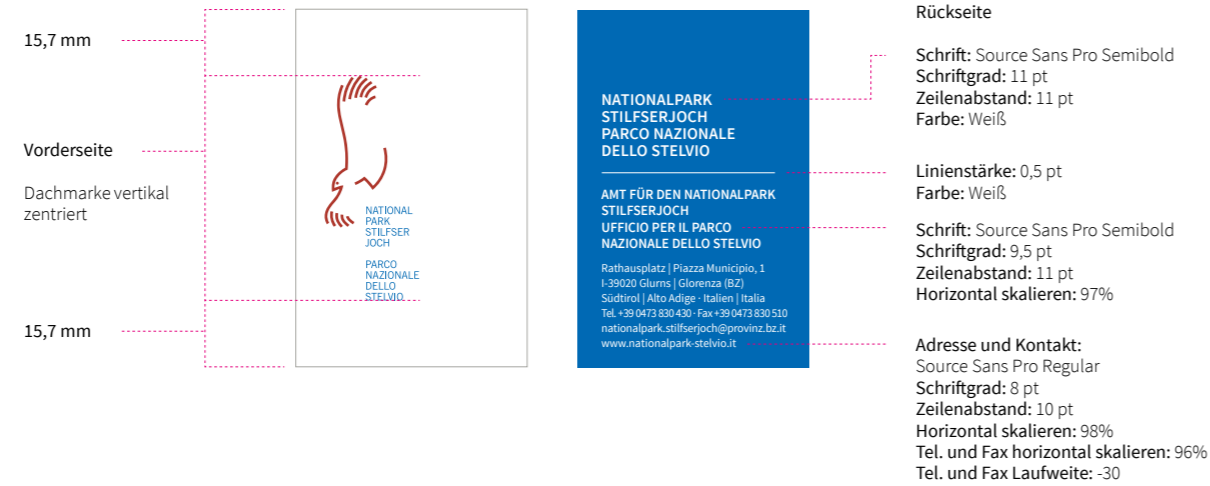 15,7 mm
Vorderseite
Dachmarke vertikal
zentriert
15,7 mm
NATIONAL
PARK
STILFSER
JOCH
PARCO
NAZIONALE
DELLO
STELVIO
NATIONALPARK
STILFSERJOCH
PARCO NAZIONALE
DELLO STELVIO
AMT FÜR DEN NATIONALPARK
STILFSERJOCH
UFFICIO PER IL PARCO
NAZIONALE DELLO STELVIO
Rathausplatz | Piazza Municipio, 1
I-39020 Glurns | Glorenza (BZ)
Südtirol | Alto Adige - Italien | Italia
Tel. +39 0473 830 430 - Fax +39 0473 830 510
nationalpark.stilfserjoch@provinz.bz.it
www.nationalpark-stelvio.it
Rückseite
Schrift: Source Sans Pro Semibold
Schriftgrad: 11 pt
Zeilenabstand: 11 pt
Farbe: Weiß
Linienstärke: 0,5 pt
Farbe: Weiß
Schrift: Source Sans Pro Semibold
Schriftgrad: 9,5 pt
Zeilenabstand: 11 pt
Horizontal skalieren: 97%
Adresse und Kontakt:
Source Sans Pro Regular
Schriftgrad: 8 pt
Zeilenabstand: 10 pt
Horizontal skalieren: 98%
Tel. und Fax horizontal skalieren: 96%
Tel. und Fax Laufweite: -30